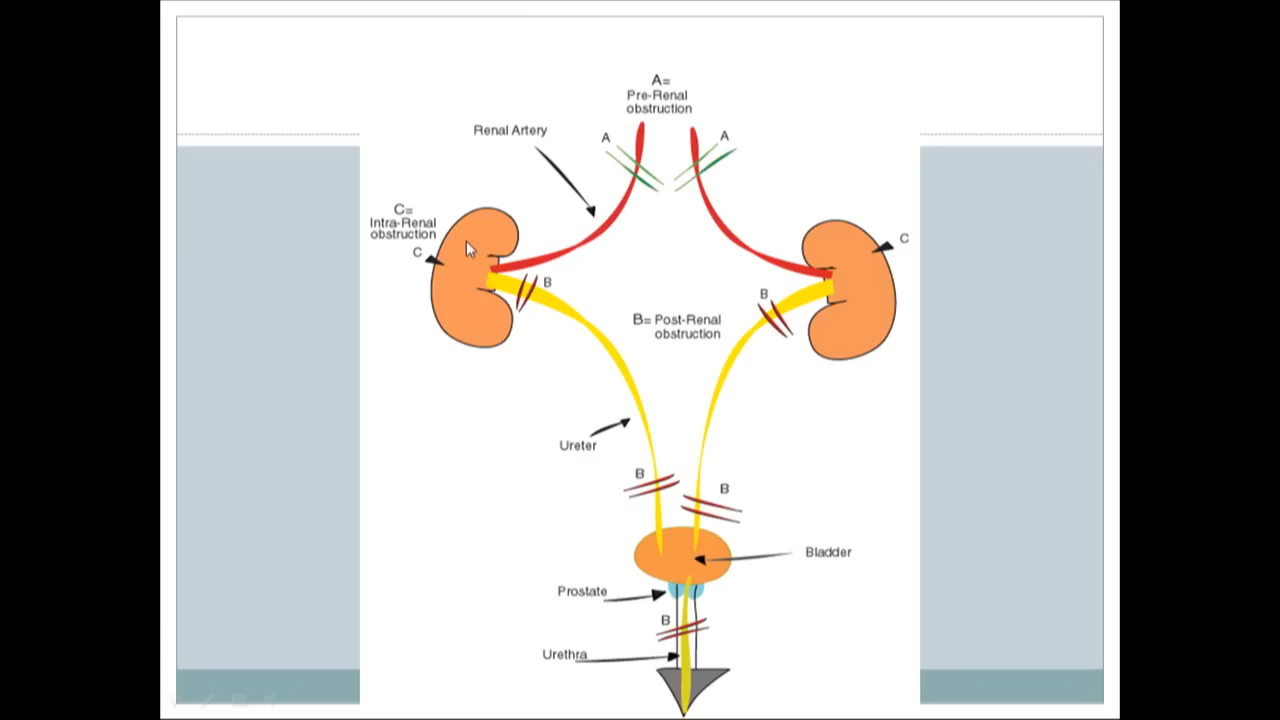 A=
Pre-Renal
obstruction
Renal Artery
A
A
C=
Intra-Renal
obstruction
C
C
B
B
B= Post-Renal
obstruction
Ureter
B
B
Bladder
Prostate
B
Urethra